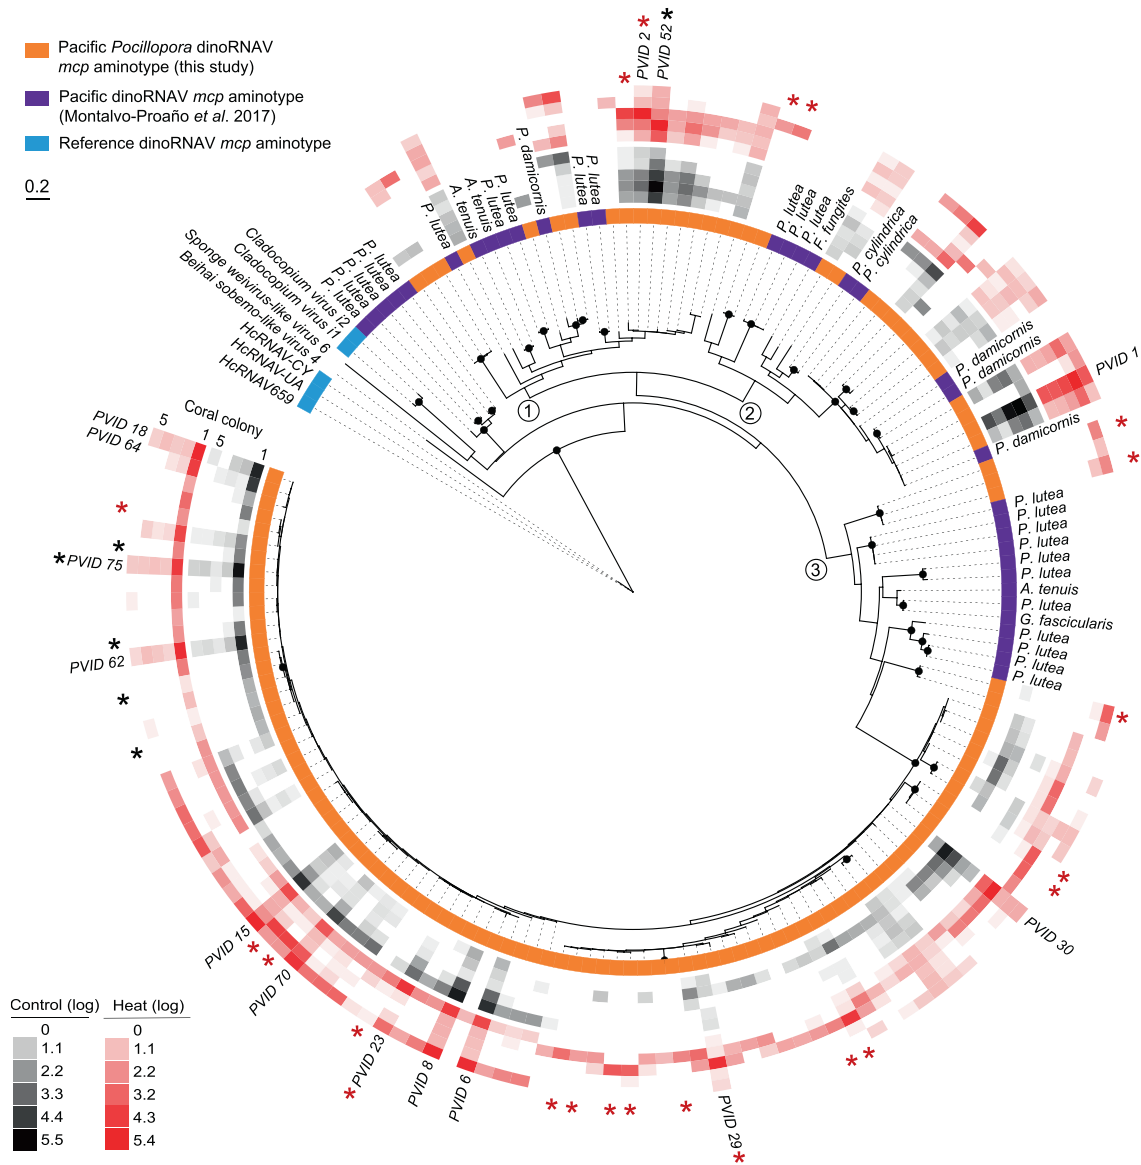 Pacific Pocillopora dinoRNAV
mcp aminotype (this study)
Pacific dinoRNAV mcp aminotype
(Montalvo-Proaño et al. 2017)
Reference dinoRNAV mcp aminotype
0.2
*
PVID 2 *
PVID 52 *
* *
P. lutea
A. tenuis
A. tenuis
P. lutea
P. lutea
P. damicornis
P. lutea
P. lutea
P. lutea
P. lutea
P. lutea
F. fungites
P. cylindrica
P. cylindrica
P. damicornis
P. damicornis
PVID 1
P. damicornis
*
*
P. lutea
P. lutea
P. lutea
P. lutea
Cladocopium virus i2
Cladocopium virus i1
Sponge weivirus-like virus 6
Beihai sobemo-like virus 4
HcRNAV-CY
HcRNAV-UA
HcRNAV659
1
2
3
P. lutea
P. lutea
P. lutea
P. lutea
P. lutea
P. lutea
A. tenuis
P. lutea
G. fascicularis
P. lutea
P. lutea
P. lutea
P. lutea
Coral colony
5
1
5
1
PVID 18
PVID 64
*
*
*PVID 75
*
PVID 62
*
*
PVID 15
* *
PVID 70
*
*PVID 23
PVID 8
PVID 6
* *
* *
*
PVID 29*
* *
PVID 30
* *
*
Control (log)
0
1.1
2.2
3.3
4.4
5.5
Heat (log)
0
1.1
2.2
3.2
4.3
5.4